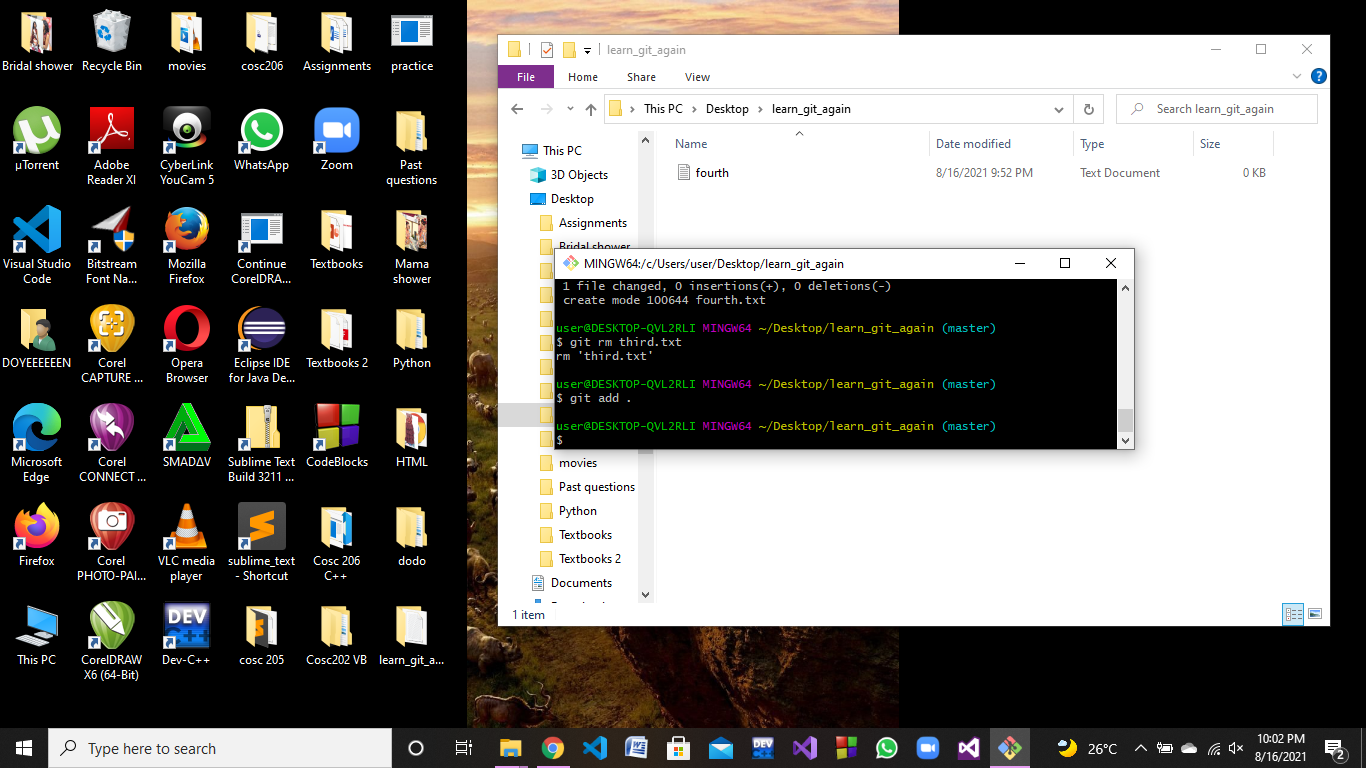 Bridal shower
Recycle Bin
movies
cosc206
Assignments
practice
µTorrent
Adobe
Reader XI
CyberLink
YouCam 5
WhatsApp
Zoom
Past
questions
Visual Studio
Code
Bitstream
Font Na...
Mozilla
Firefox
Continue
CorelDRA...
Textbooks
Mama
shower
DOYEEEEEEN
Corel
CAPTURE ...
Opera
Browser
Eclipse IDE
for Java De...
Textbooks 2
Python
Microsoft
Edge
Corel
CONNECT ...
SMADΔV
Sublime Text
Build 3211 ...
CodeBlocks
HTML
Firefox
Corel
PHOTO-PAI...
VLC media
player
sublime_text
- Shortcut
Cosc 206
C++
dodo
This PC
CorelDRAW
X6 (64-Bit)
DEV
C++
Dev-C++
cosc 205
Cosc202 VB
learn_git_a...
learn_git_again
File Home Share View
This PC > Desktop > learn_git_again
Search learn_git_again
Name Date modified Type Size
fourth 8/16/2021 9:52 PM Text Document 0 KB
This PC
3D Objects
Desktop
Assignments
Bridal shower
movies
Past questions
Python
Textbooks
Textbooks 2
Documents
1 item
MINGW64:/c/Users/user/Desktop/learn_git_again
1 file changed, 0 insertions(+), 0 deletions(-)
create mode 100644 fourth.txt
user@DESKTOP-QVL2RLI MINGW64 ~/Desktop/learn_git_again (master)
$ git rm third.txt
rm 'third.txt'
user@DESKTOP-QVL2RLI MINGW64 ~/Desktop/learn_git_again (master)
$ git add .
user@DESKTOP-QVL2RLI MINGW64 ~/Desktop/learn_git_again (master)
$
Type here to search
DEV
C++
26°C
10:02 PM
8/16/2021
2